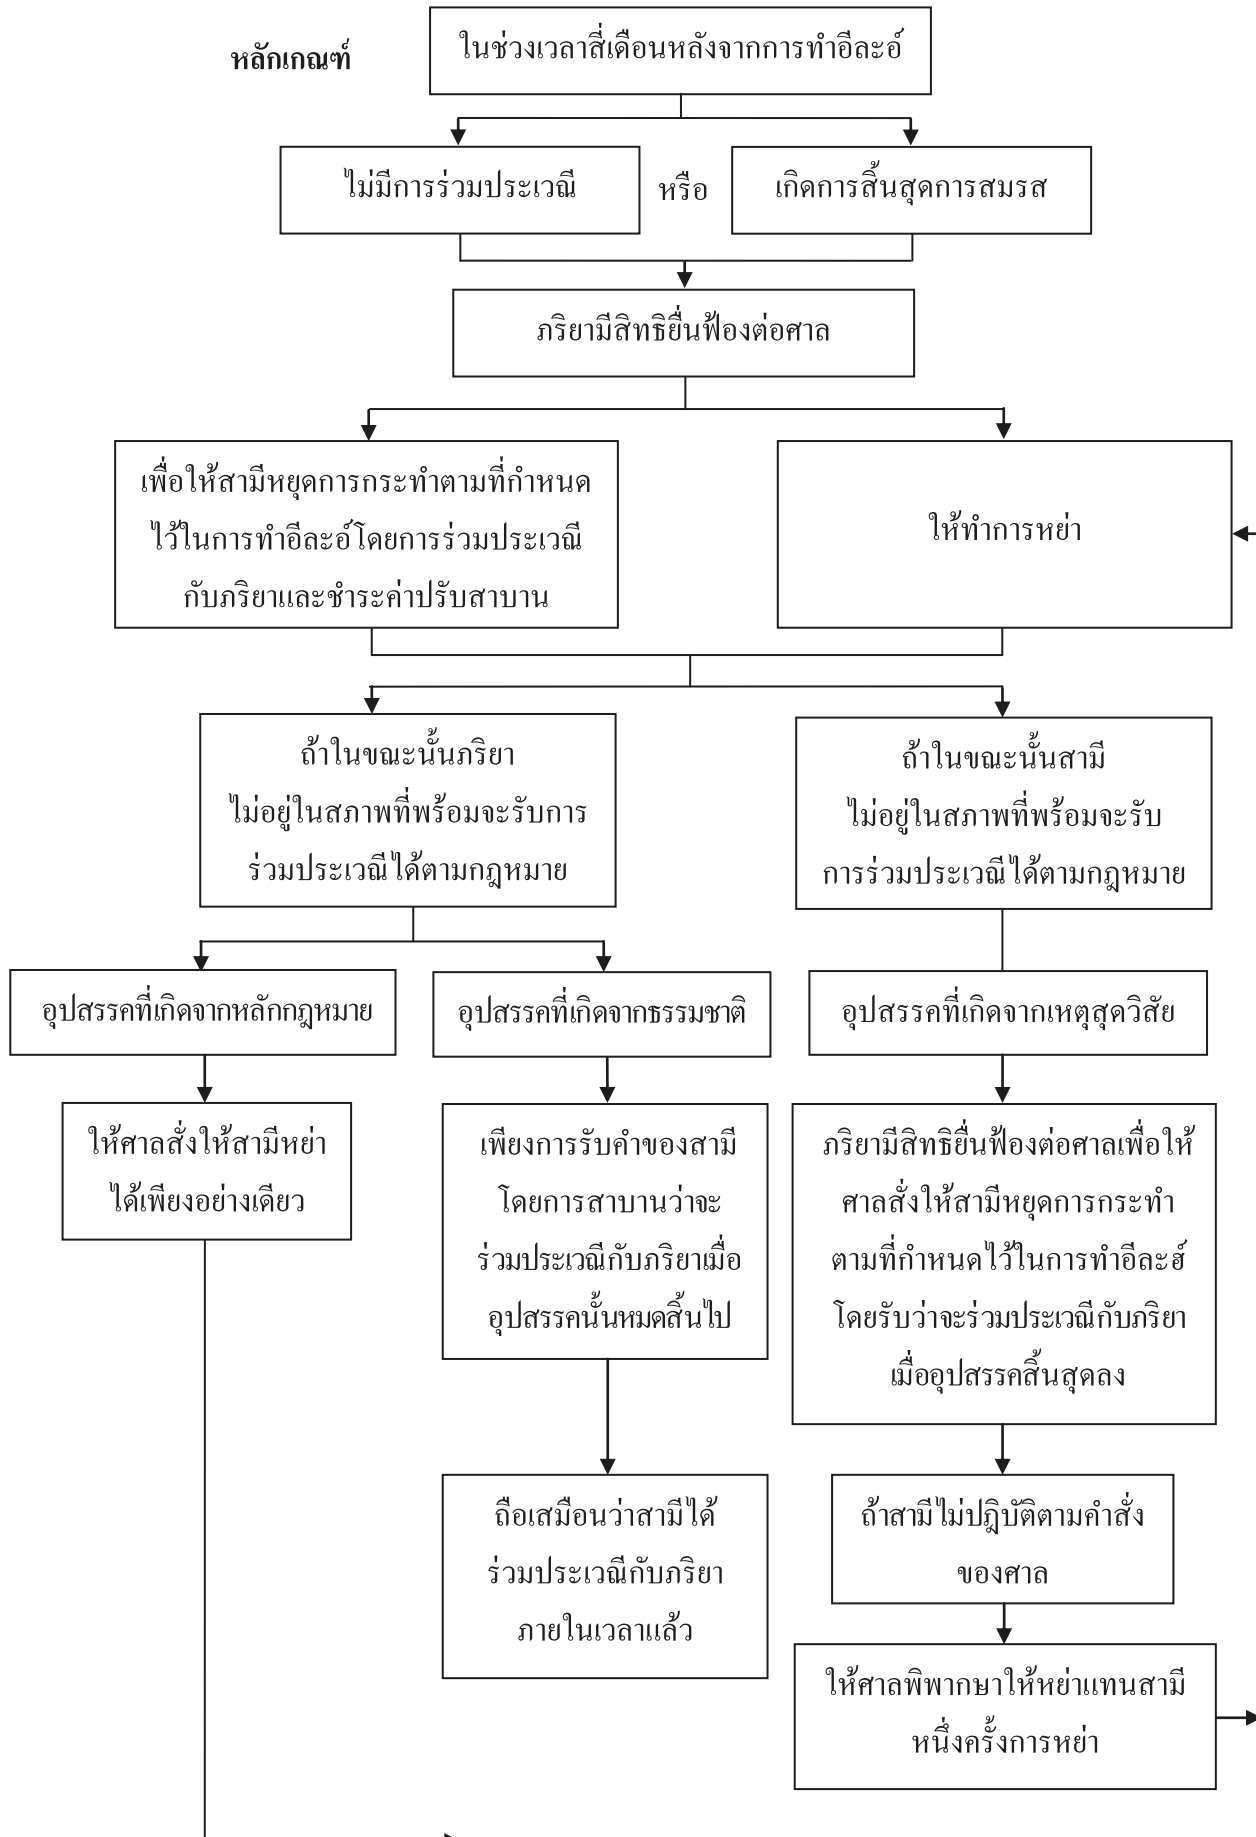 หลักเกณฑ์
ในช่วงเวลาสี่เดือนหลังจากการทำอีละอ์
ไม่มีการร่วมประเวณี
หรือ
เกิดการสิ้นสุดการสมรส
ภริยามีสิทธิยื่นฟ้องต่อศาล
เพื่อให้สามีหยุดการกระทำตามที่กำหนด
ไว้ในการทำอีละอ์โดยการร่วมประเวณี
กับภริยาและชำระค่าปรับสาบาน
ให้ทำการหย่า
ถ้าในขณะนั้นภริยา
ไม่อยู่ในสภาพที่พร้อมจะรับการ
ร่วมประเวณีได้ตามกฎหมาย
ถ้าในขณะนั้นสามี
ไม่อยู่ในสภาพที่พร้อมจะรับ
การร่วมประเวณีได้ตามกฎหมาย
อุปสรรคที่เกิดจากหลักกฎหมาย
อุปสรรคที่เกิดจากธรรมชาติ
อุปสรรคที่เกิดจากเหตุสุดวิสัย
ให้ศาลสั่งให้สามีหย่า
ได้เพียงอย่างเดียว
เพียงการรับคำของสามี
โดยการสาบานว่าจะ
ร่วมประเวณีกับภริยาเมื่อ
อุปสรรคนั้นหมดสิ้นไป
ภริยามีสิทธิยื่นฟ้องต่อศาลเพื่อให้
ศาลสั่งให้สามีหยุดการกระทำ
ตามที่กำหนดไว้ในการทำอีละฮ์
โดยรับว่าจะร่วมประเวณีกับภริยา
เมื่ออุปสรรคสิ้นสุดลง
ถือเสมือนว่าสามีได้
ร่วมประเวณีกับภริยา
ภายในเวลาแล้ว
ถ้าสามีไม่ปฎิบัติตามคำสั่ง
ของศาล
ให้ศาลพิพากษาให้หย่าแทนสามี
หนึ่งครั้งการหย่า